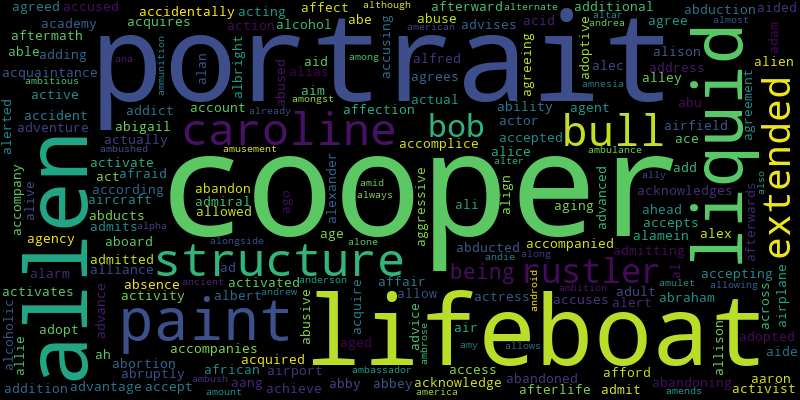 agreed accused accidentally acting affect although afterward alternate additional abduction aided
academy acquires action alcohol abe abuse advises acid agree altar andrea almost
aftermath american accusing adoptive alison adam
able adding portrait liquid
acquaintance ana ammunition alan albright abused aid alias among alfred agreeing alec address alien
ambitious agrees alley amnesia
active addict account aim actual ability agent abu extended
alerted accident amongst affection already actor airfield agreement
adventure abigail actually caroline bob accepted bull ace
allen activate amusement accomplice alice alter ambulance
accompany alive act afraid cooper ally add also
according abandon ago amid alexander aggressive align advanced acknowledges
aircraft admiral always ali aging ahead afterwards
abducts allowed accepts
admits alpha age alone abducted along alamein
agency aboard alongside accompanied alex
admitted structure andie admitting
alarm alliance ad being rustler al accepting
absence activated anderson affair android ambition amulet allowing
activates advance activity ancient albert andrew abusive acquire allow actress accuses adult alert abraham across airplane
alcoholic paint lifeboat
adopt advice air allison adopted
allie ah abortion accompanies aged ambrose amy allows aide
abruptly african acquired airport ambassador access afford abandoning aaron
aang ambush abby abbey acknowledge abandoned admit activist
addition advantage accept amount achieve america afterlife amends